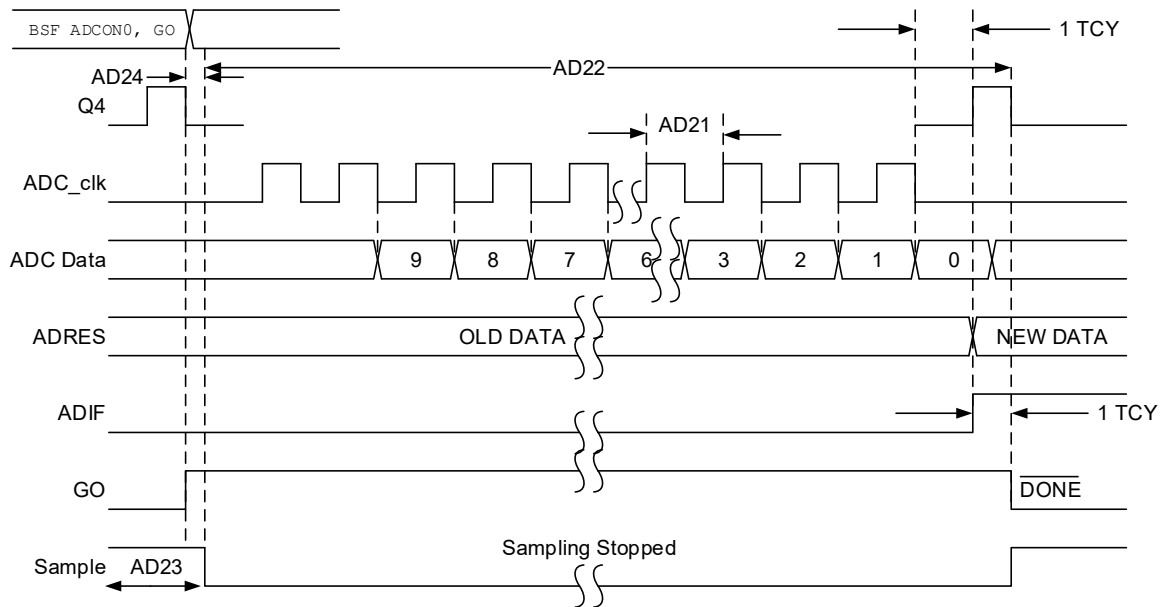 BSF ADCON0, GO
1 TCY
AD24
AD22
Q4
AD21
ADC_clk
ADC Data
9 8 7 6 3 2 1 0
ADRES
OLD DATA
NEW DATA
ADIF
1 TCY
GO
DONE
Sampling Stopped
Sample
AD23